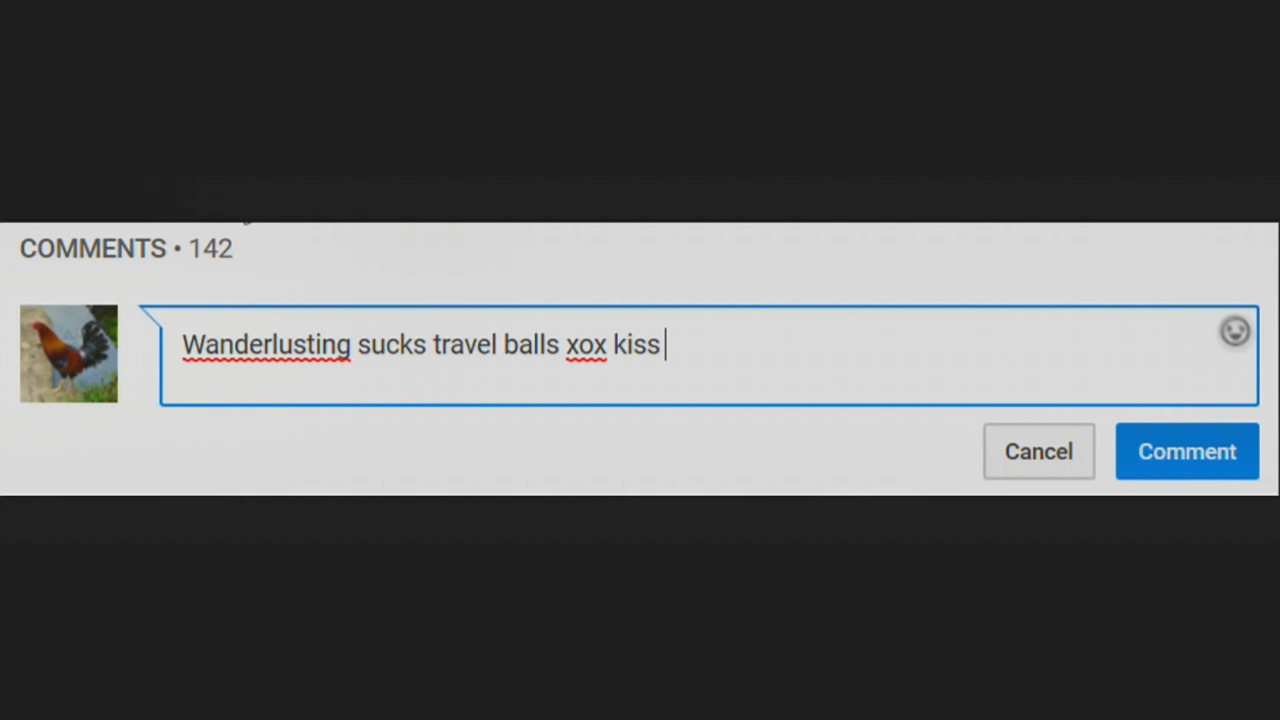 COMMENTS • 142
Wanderlusting sucks travel balls xox kiss
Cancel
Comment